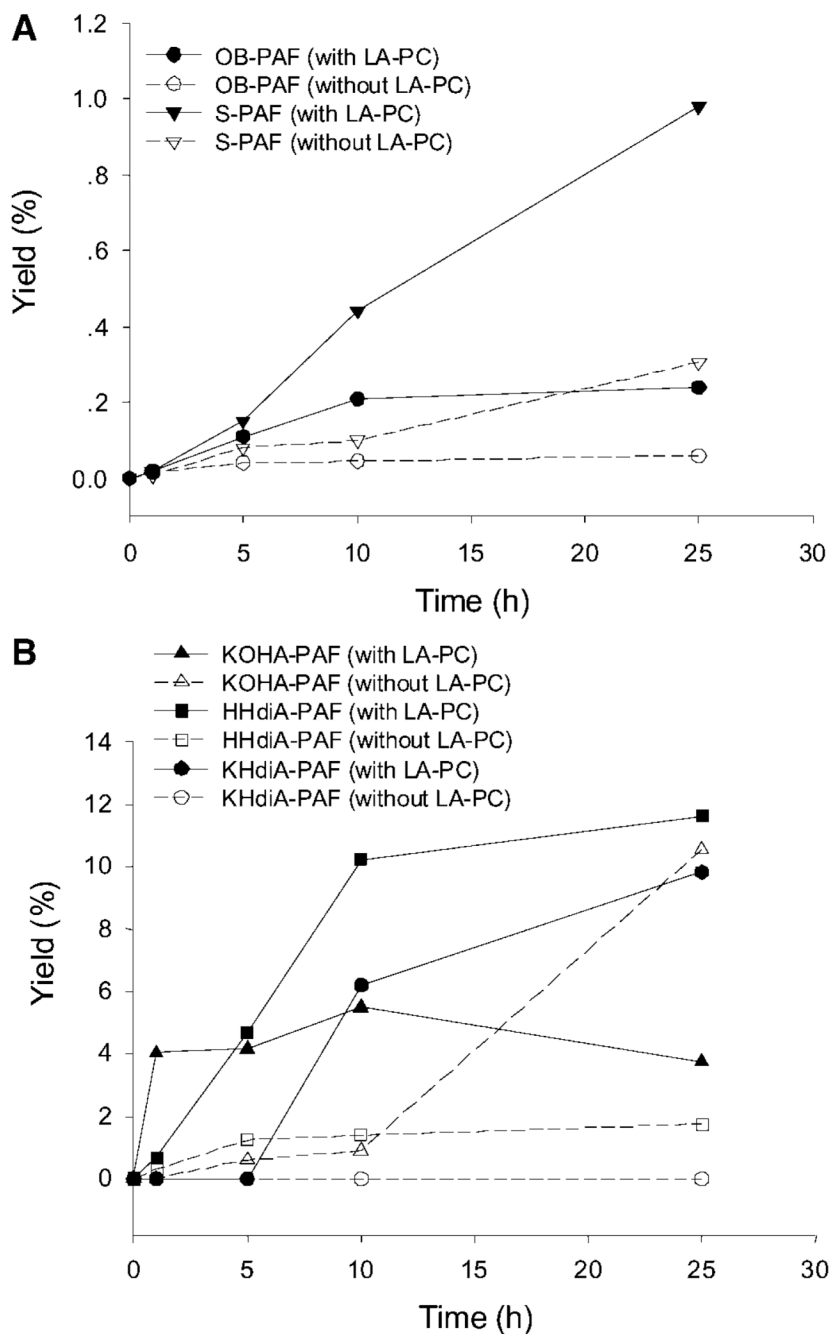 A
1.2
OB-PAF (with LA-PC)
OB-PAF (without LA-PC)
S-PAF (with LA-PC)
S-PAF (without LA-PC)
1.0
.8
.6
.4
.2
0.0
Yield (%)
0 5 10 15 20 25 30
Time (h)
B
KOHA-PAF (with LA-PC)
KOHA-PAF (without LA-PC)
HHdiA-PAF (with LA-PC)
HHdiA-PAF (without LA-PC)
KHdiA-PAF (with LA-PC)
KHdiA-PAF (without LA-PC)
14
12
10
8
6
4
2
0
Yield (%)
0 5 10 15 20 25 30
Time (h)